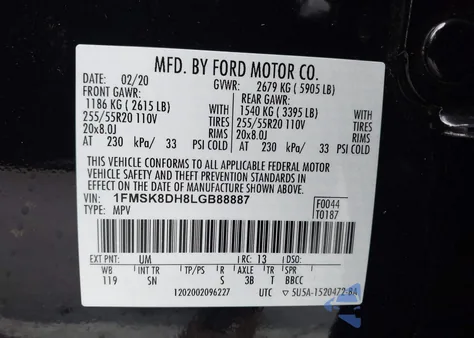 MFD. BY FORD MOTOR CO.
DATE: 02/20 GVWR: 2679 KG ( 5905 LB)
FRONT GAWR: REAR GAWR:
1186 KG ( 2615 LB) 1540 KG ( 3395 LB)
255/55R20 110V TIRES 255/55R20 110V TIRES
20x8.0J RIMS 20x8.0J RIMS
AT 230 kPa/ 33 PSI COLD AT 230 kPa/ 33 PSI COLD
THIS VEHICLE CONFORMS TO ALL APPLICABLE FEDERAL MOTOR
VEHICLE SAFETY AND THEFT PREVENTION STANDARDS IN EFFECT
ON THE DATE OF MANUFACTURE SHOWN ABOVE.
VIN: 1FMSK8DH8LGB88887 F0044
TYPE: MPV T0187
EXT PNT: UM RC: 13 DSO:
WB INT TR TP/PS R AXLE TR SPR
119 SN S 3B T BBCC
1202002096227 UTC 5U5A-1520472-BA